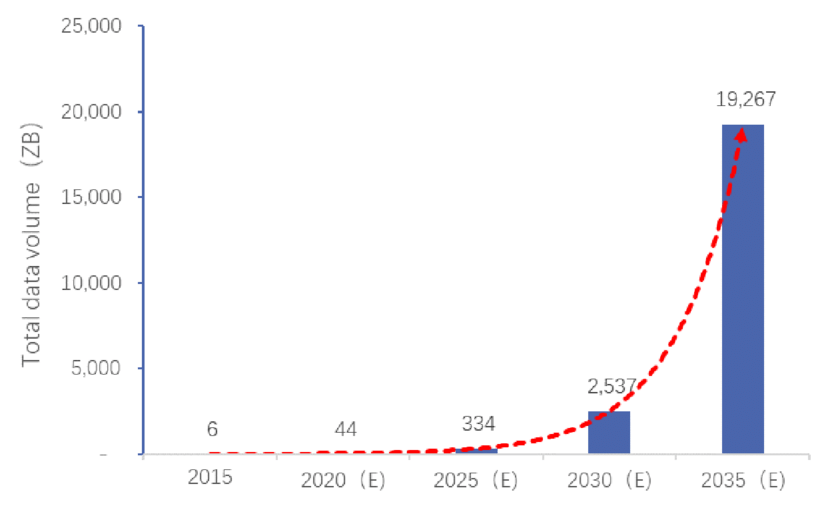 25,000
20,000
15,000
10,000
5,000
-
Total data volume（ZB）
6
44
334
2,537
19,267
2015
2020（E)
2025（E)
2030（E)
2035（E)